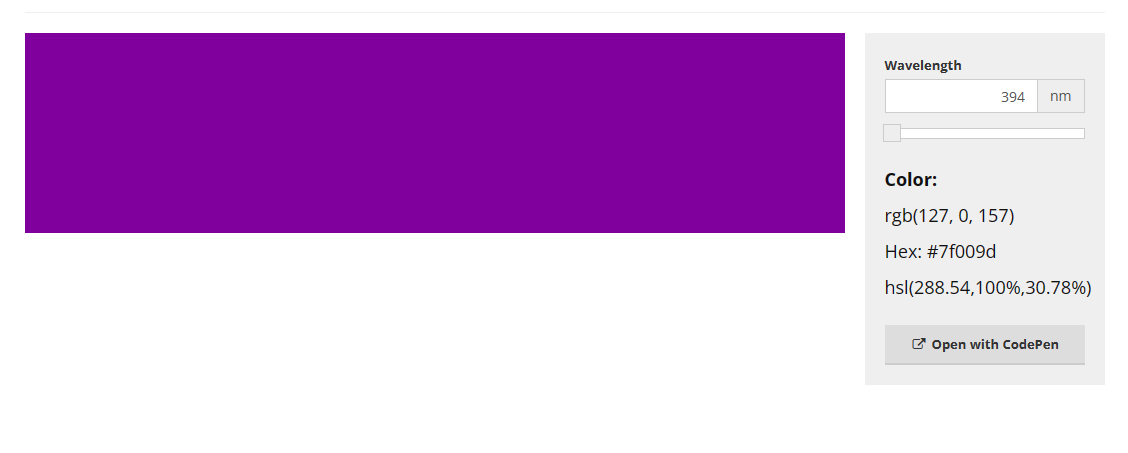 Wavelength
394 nm
Color:
rgb(127, 0, 157)
Hex: #7f009d
hsl(288.54,100%,30.78%)
Open with CodePen